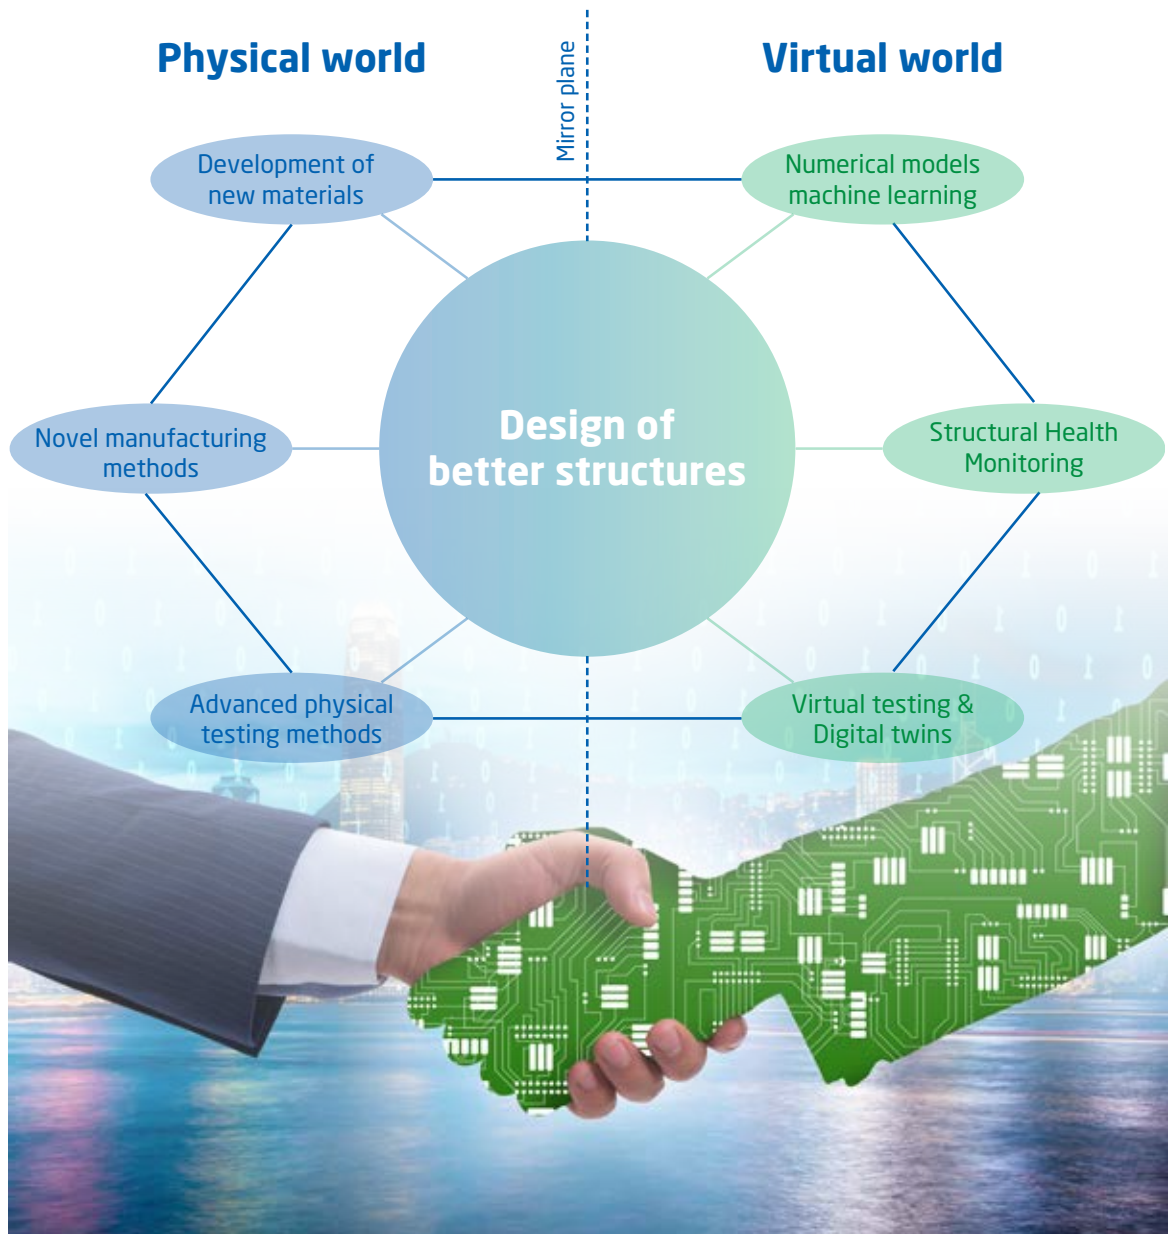 Physical world
Virtual world
Mirror plane
Development of
new materials
Numerical models
machine learning
Design of
better structures
Novel manufacturing
methods
Structural Health
Monitoring
Advanced physical
testing methods
Virtual testing &
Digital twins